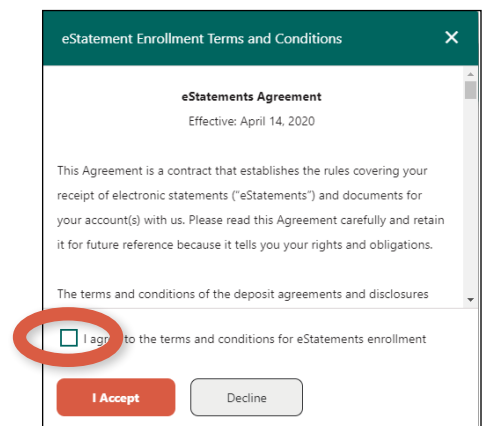 eStatement Enrollment Terms and Conditions
eStatements Agreement
Effective: April 14, 2020
This Agreement is a contract that establishes the rules covering your
receipt of electronic statements ("eStatements") and documents for
your account(s) with us. Please read this Agreement carefully and retain
it for future reference because it tells you your rights and obligations.
The terms and conditions of the deposit agreements and disclosures
I agree to the terms and conditions for eStatements enrollment
I Accept
Decline